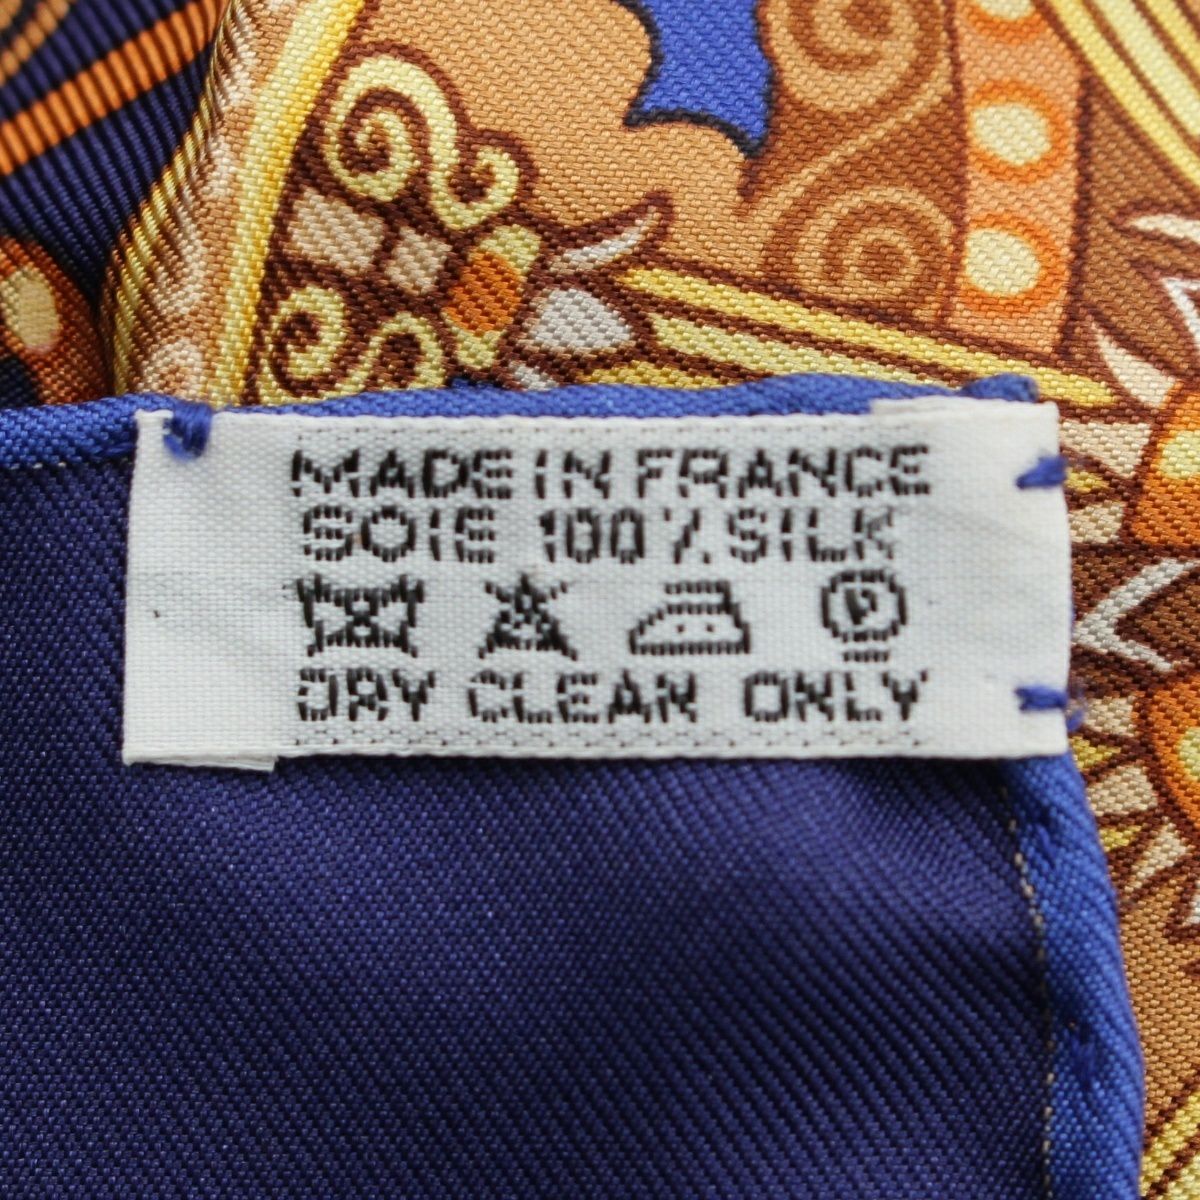 MADE IN FRANCE
SOIE 100% SILK
P
DRY CLEAN ONLY